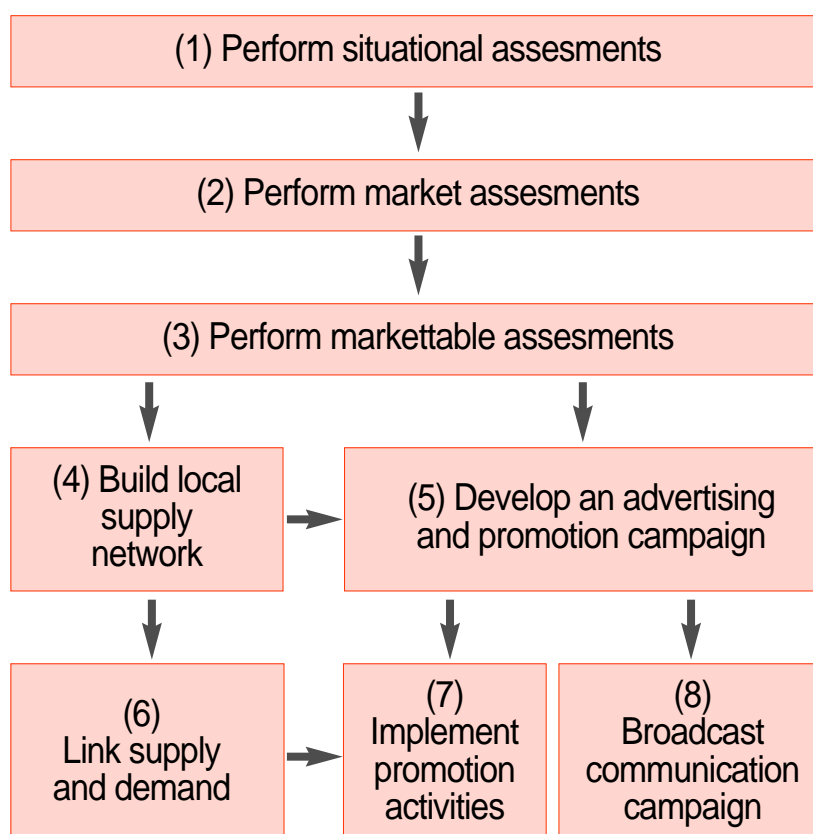 (1) Perform situational assesments
(2) Perform market assesments
(3) Perform markettable assesments
(4) Build local
supply
network
(5) Develop an advertising
and promotion campaign
(6)
Link supply
and demand
(7)
Implement
promotion
activities
(8)
Broadcast
communication
campaign